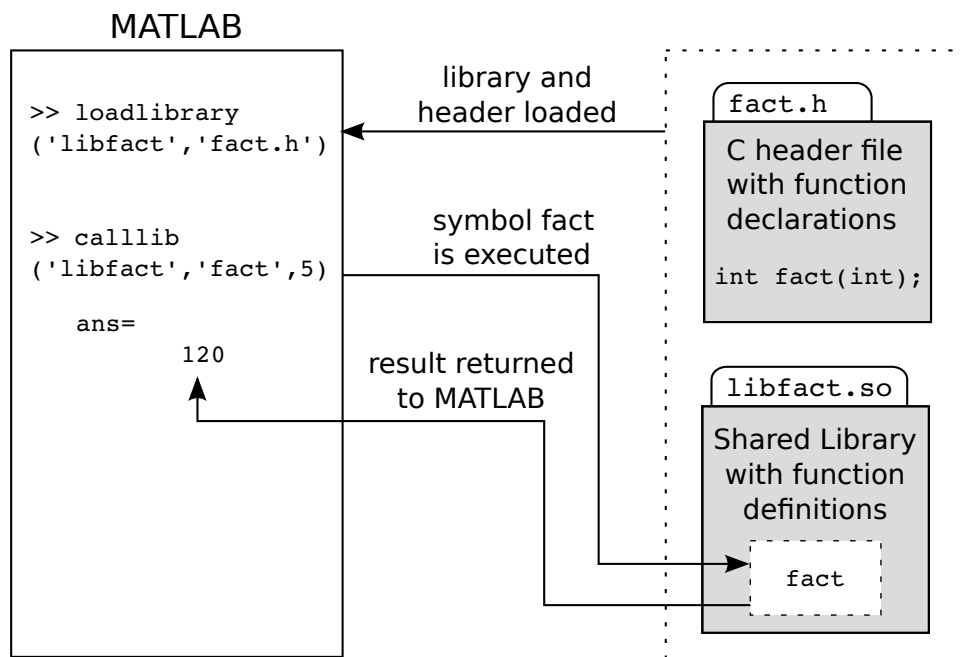 MATLAB
>> loadlibrary
('libfact','fact.h')
>> calllib
('libfact','fact',5)
ans=
120
library and
header loaded
symbol fact
is executed
result returned
to MATLAB
fact.h
C header file
with function
declarations
int fact(int);
libfact.so
Shared Library
with function
definitions
fact